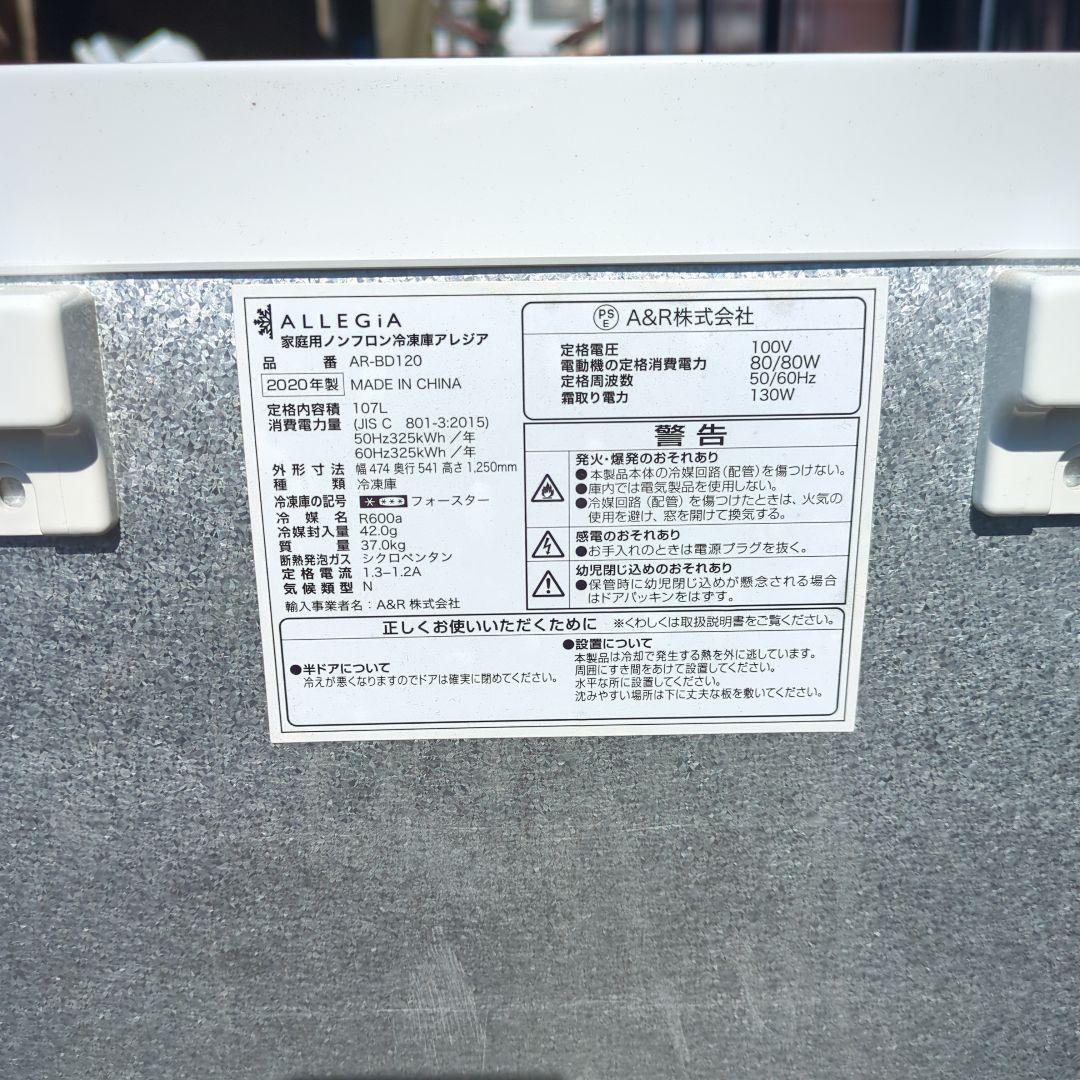 ALLEGiA
家庭用ノンフロン冷凍庫アレジア
品 番 AR-BD120
2020年製 MADE IN CHINA
定格内容積 107L
消費電力量 (JIS C 801-3:2015)
50Hz325kWh／年
60Hz325kWh／年
外形寸法 幅474 奥行541 高さ1,250mm
種類 冷凍庫
冷凍庫の記号 フォースター
冷媒名 R600a
冷媒封入量 42.0g
質量 37.0kg
断熱発泡ガス シクロペンタン
定格電流 1.3–1.2A
気候類型 N
輸入事業者名：A&R 株式会社
PS
E
A&R株式会社
定格電圧 100V
電動機の定格消費電力 80/80W
定格周波数 50/60Hz
霜取り電力 130W
警告
発火・爆発のおそれあり
●本製品本体の冷媒回路（配管）を傷つけない。
●庫内では電気製品を使用しない。
●冷媒回路（配管）を傷つけたときは、火気の
使用を避け、窓を開けて換気する。
感電のおそれあり
●お手入れのときは電源プラグを抜く。
幼児閉じ込めのおそれあり
●保管時に幼児閉じ込めが懸念される場合
はドアパッキンをはずす。
正しくお使いいただくために ※くわしくは取扱説明書をご覧ください。
●半ドアについて
冷えが悪くなりますのでドアは確実に閉めてください。
●設置について
本製品は冷却で発生する熱を外に逃しています。
周囲にすき間をあけて設置してください。
水平な所に設置してください。
沈みやすい場所は下に丈夫な板を敷いてください。